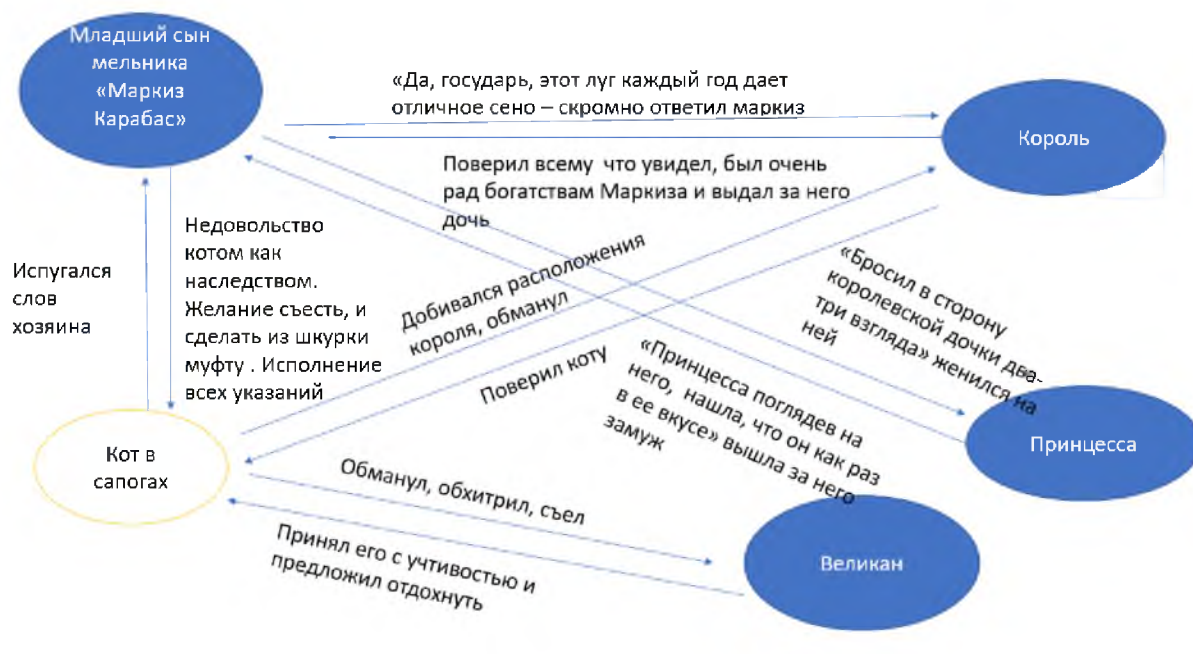 Младший сын
мельника
«Маркиз
Карабас»
«Да, государь, этот луг каждый год дает
отличное сено – скромно ответил маркиз
Король
Поверил всему что увидел, был очень
рад богатствам Маркиза и выдал за него
дочь
Испугался
слов
хозяина
Недовольство
котом как
наследством.
Желание съесть, и
сделать из шкурки
муфту . Исполнение
всех указаний
Добивался расположения
короля, обманул
Поверил коту
«Бросил в сторону
королевской дочки два-
три взгляда» женился на
ней
«Принцесса поглядев на
него, нашла, что он как раз
в ее вкусе» вышла за него
замуж
Принцесса
Кот в
сапогах
Обманул, обхитрил, съел
Принял его с учтивостью и
предложил отдохнуть
Великан